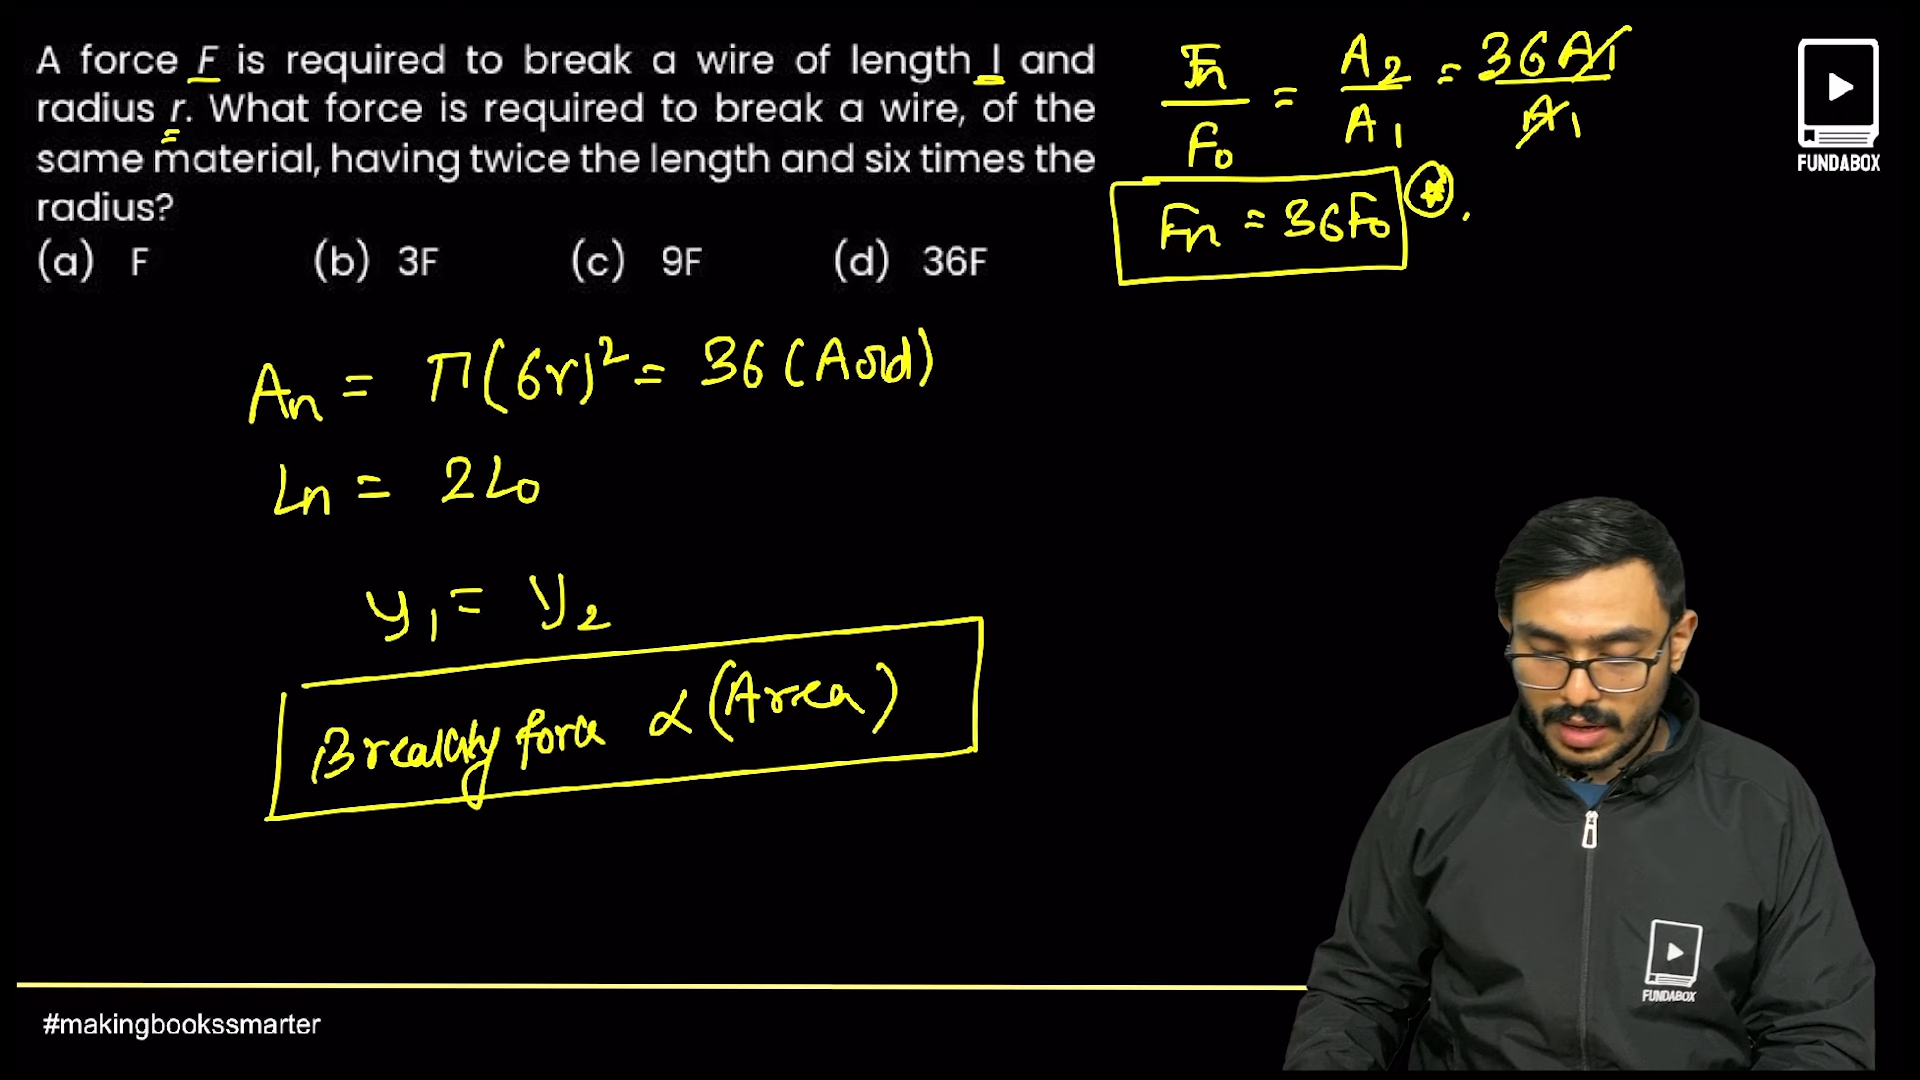 A force F is required to break a wire of length l and
radius r. What force is required to break a wire, of the
same material, having twice the length and six times the
radius?
(a) F (b) 3F (c) 9F (d) 36F
Fn/F0 = A2/A1 = 36A1/A1
Fn = 36F0
FUNDABOX
An = π(6r)² = 36(Aold)
Ln = 2L0
y1 = y2
Breaking force ∝ (Area)
FUNDABOX
#makingbookssmarter